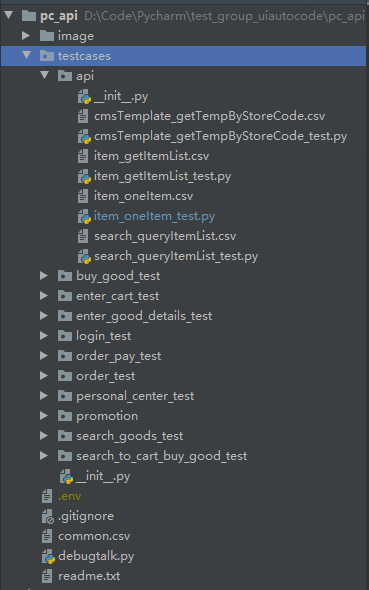 pc_api D:\Code\Pycharm\test_group_uiautocode\pc_api
image
testcases
api
__init__.py
cmsTemplate_getTempByStoreCode.csv
cmsTemplate_getTempByStoreCode_test.py
item_getItemList.csv
item_getItemList_test.py
item_oneItem.csv
item_oneItem_test.py
search_queryItemList.csv
search_queryItemList_test.py
buy_good_test
enter_cart_test
enter_good_details_test
login_test
order_pay_test
order_test
personal_center_test
promotion
search_goods_test
search_to_cart_buy_good_test
__init__.py
.env
.gitignore
common.csv
debugtalk.py
readme.txt